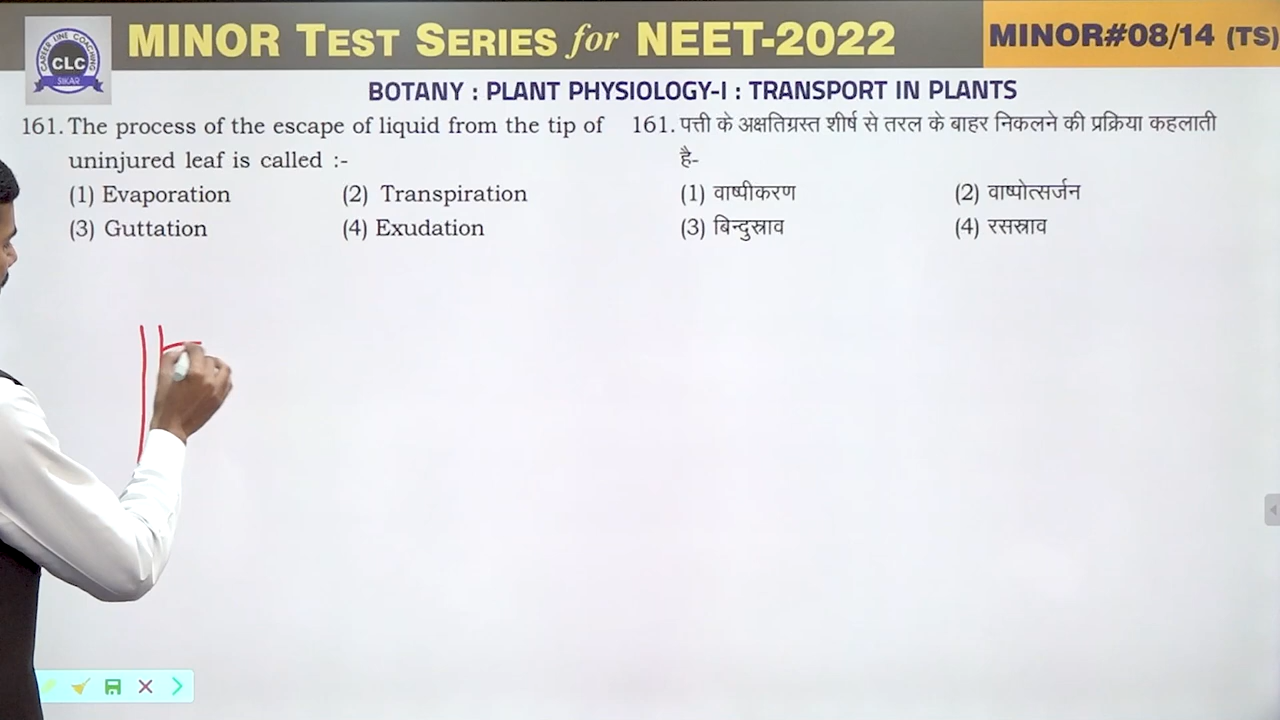 CAREER LINE COACHING
CLC
SIKAR
MINOR TEST SERIES for NEET-2022
MINOR#08/14 (TS)
BOTANY : PLANT PHYSIOLOGY-I : TRANSPORT IN PLANTS
161. The process of the escape of liquid from the tip of
uninjured leaf is called :-
(1) Evaporation (2) Transpiration
(3) Guttation (4) Exudation
161. पत्ती के अक्षतिग्रस्त शीर्ष से तरल के बाहर निकलने की प्रक्रिया कहलाती
है-
(1) वाष्पीकरण (2) वाष्पोत्सर्जन
(3) बिन्दुस्राव (4) रसस्राव